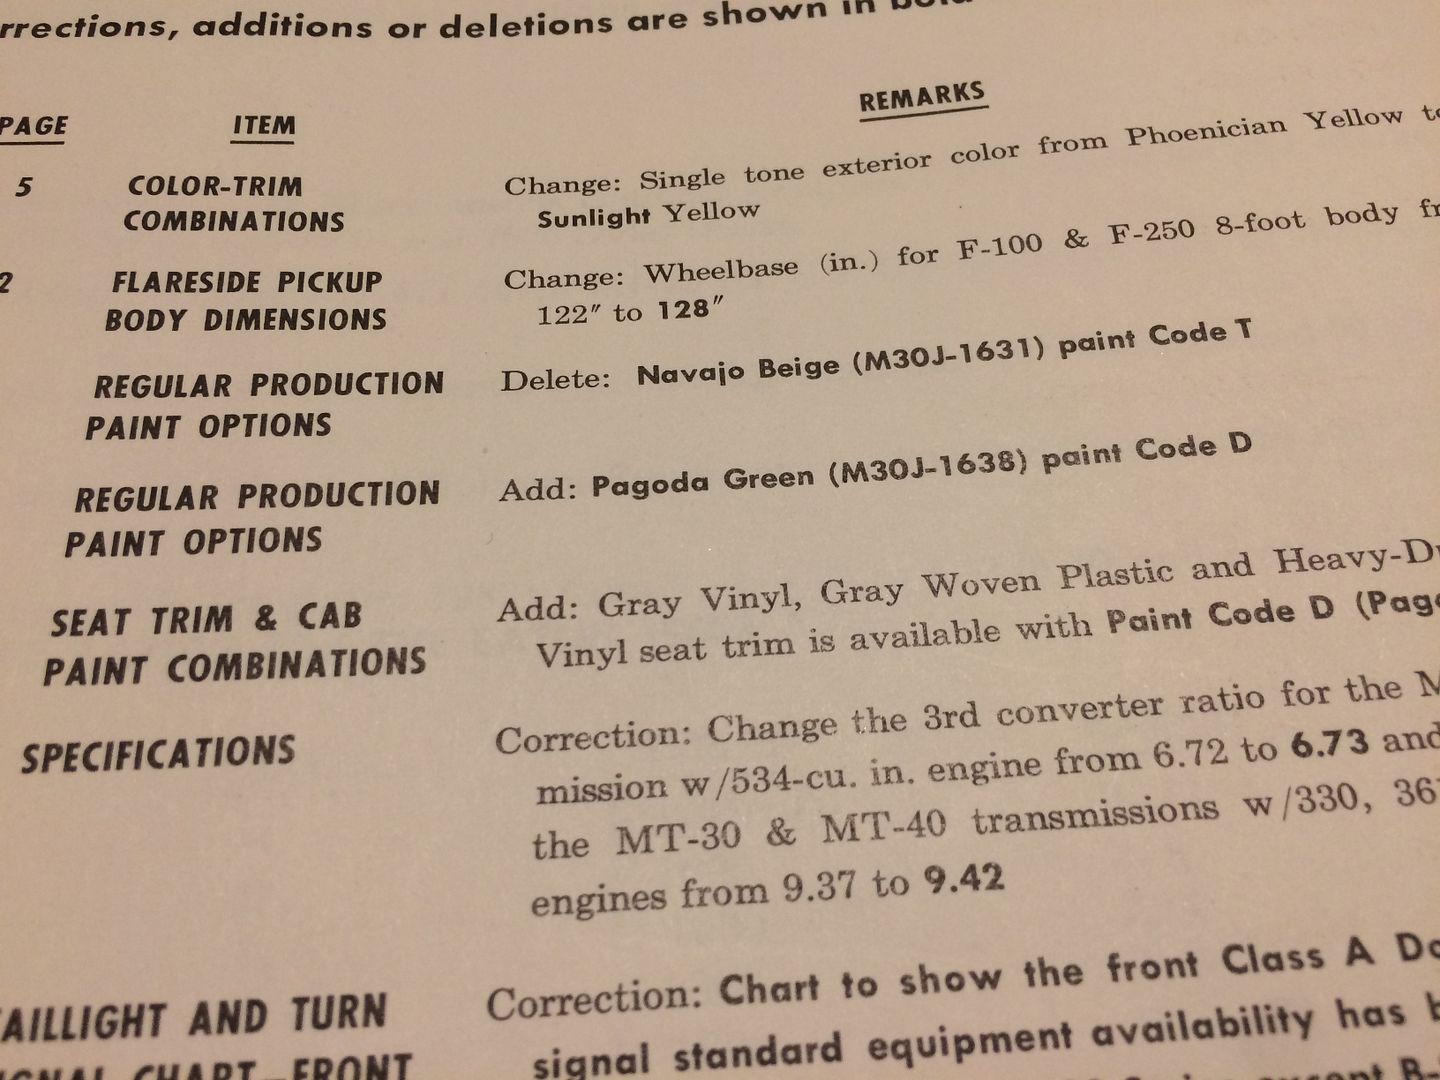 rrections, additions or deletions are shown in bold
PAGE ITEM REMARKS
5 COLOR-TRIM COMBINATIONS
Change: Single tone exterior color from Phoenician Yellow
Sunlight Yellow
2 FLARESIDE PICKUP BODY DIMENSIONS
Change: Wheelbase (in.) for F-100 & F-250 8-foot body
122" to 128"
REGULAR PRODUCTION PAINT OPTIONS
Delete: Navajo Beige (M30J-1631) paint Code T
REGULAR PRODUCTION PAINT OPTIONS
Add: Pagoda Green (M30J-1638) paint Code D
SEAT TRIM & CAB PAINT COMBINATIONS
Add: Gray Vinyl, Gray Woven Plastic and Heavy-D
Vinyl seat trim is available with Paint Code D (Pag
SPECIFICATIONS
Correction: Change the 3rd converter ratio for the M
mission w/534-cu. in. engine from 6.72 to 6.73 and
the MT-30 & MT-40 transmissions w/330, 36
engines from 9.37 to 9.42
AILLIGHT AND TURN
GNAL CHART—FRONT
Correction: Chart to show the front Class A D
signal standard equipment availability has